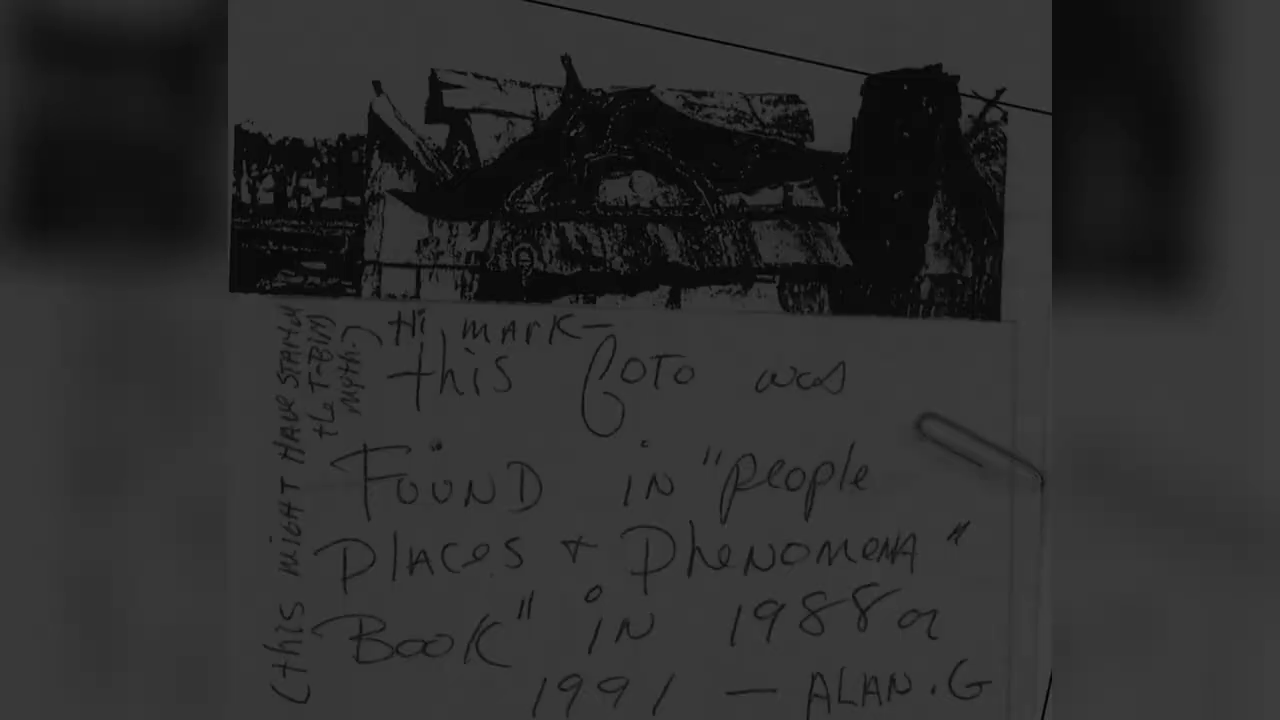 Hi, MARK—
this foto was
FOUND in "people
Places + Phenomena"
BOOK" in 1988 or
1991 — ALAN.G
(this might HAVE STARTED
the T-BIRD
myth.)